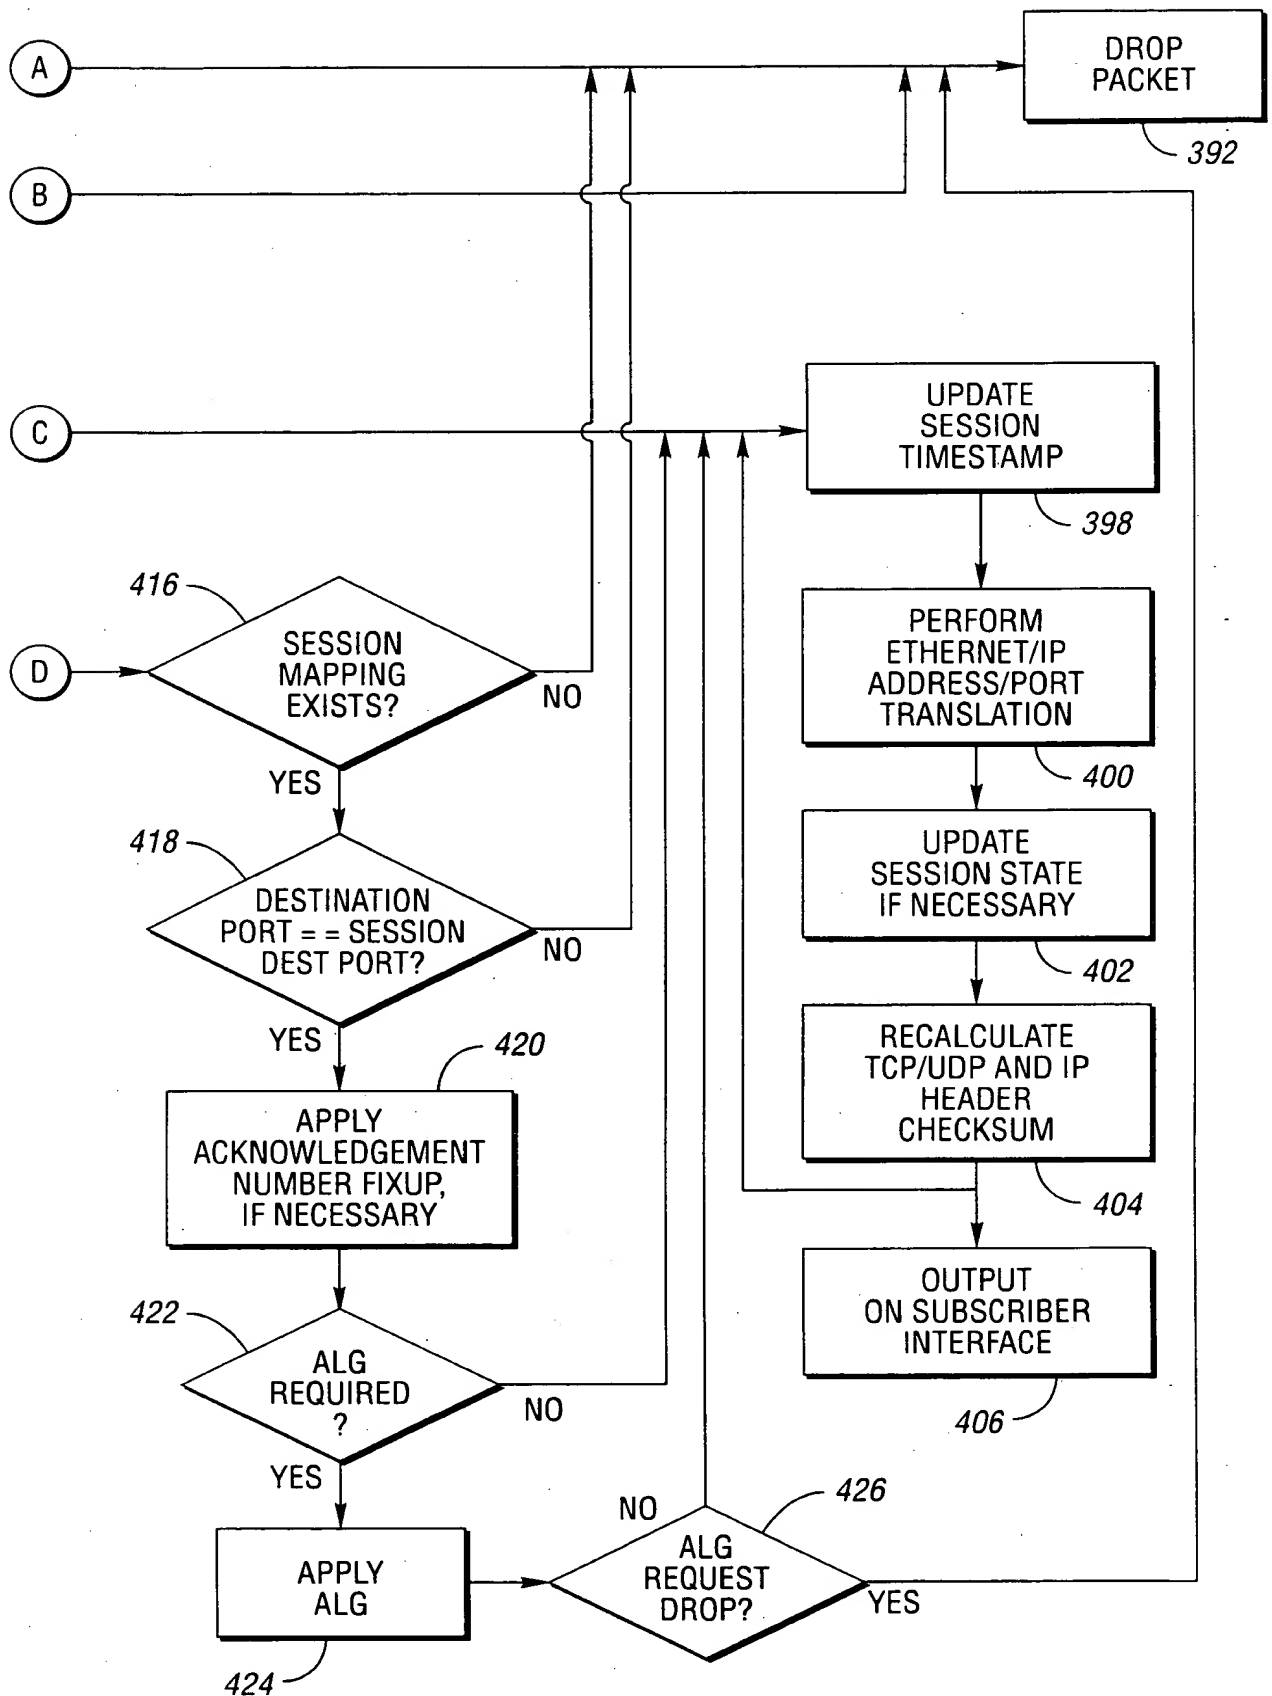 A
DROP
PACKET
392
B
C
UPDATE
SESSION
TIMESTAMP
398
416
SESSION
MAPPING
EXISTS?
D
NO
YES
PERFORM
ETHERNET/IP
ADDRESS/PORT
TRANSLATION
400
418
DESTINATION
PORT = = SESSION
DEST PORT?
NO
YES
UPDATE
SESSION STATE
IF NECESSARY
402
420
APPLY
ACKNOWLEDGEMENT
NUMBER FIXUP,
IF NECESSARY
RECALCULATE
TCP/UDP AND IP
HEADER
CHECKSUM
404
422
ALG
REQUIRED
?
NO
YES
OUTPUT
ON SUBSCRIBER
INTERFACE
406
APPLY
ALG
424
NO
426
ALG
REQUEST
DROP?
YES